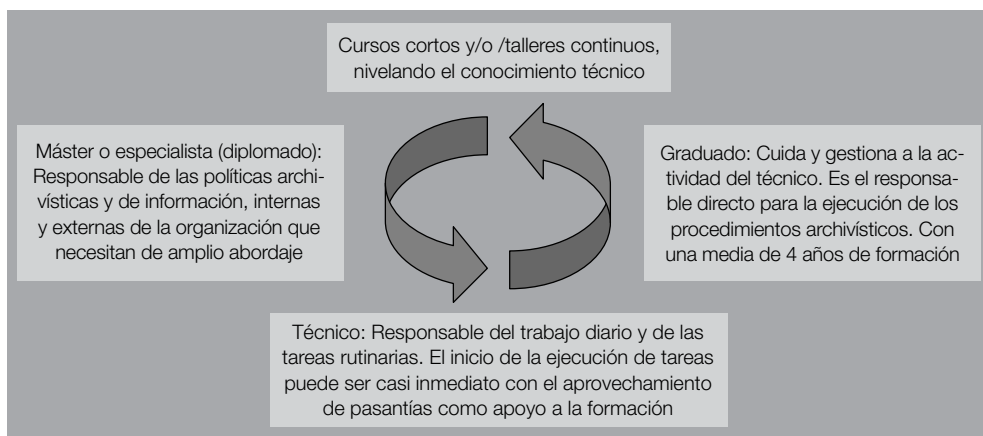 Cursos cortos y/o /talleres continuos,
nivelando el conocimiento técnico
Máster o especialista (diplomado):
Responsable de las políticas archi-
vísticas y de información, internas
y externas de la organización que
necesitan de amplio abordaje
Graduado: Cuida y gestiona a la ac-
tividad del técnico. Es el responsa-
ble directo para la ejecución de los
procedimientos archivísticos. Con
una media de 4 años de formación
Técnico: Responsable del trabajo diario y de las
tareas rutinarias. El inicio de la ejecución de tareas
puede ser casi inmediato con el aprovechamiento
de pasantías como apoyo a la formación